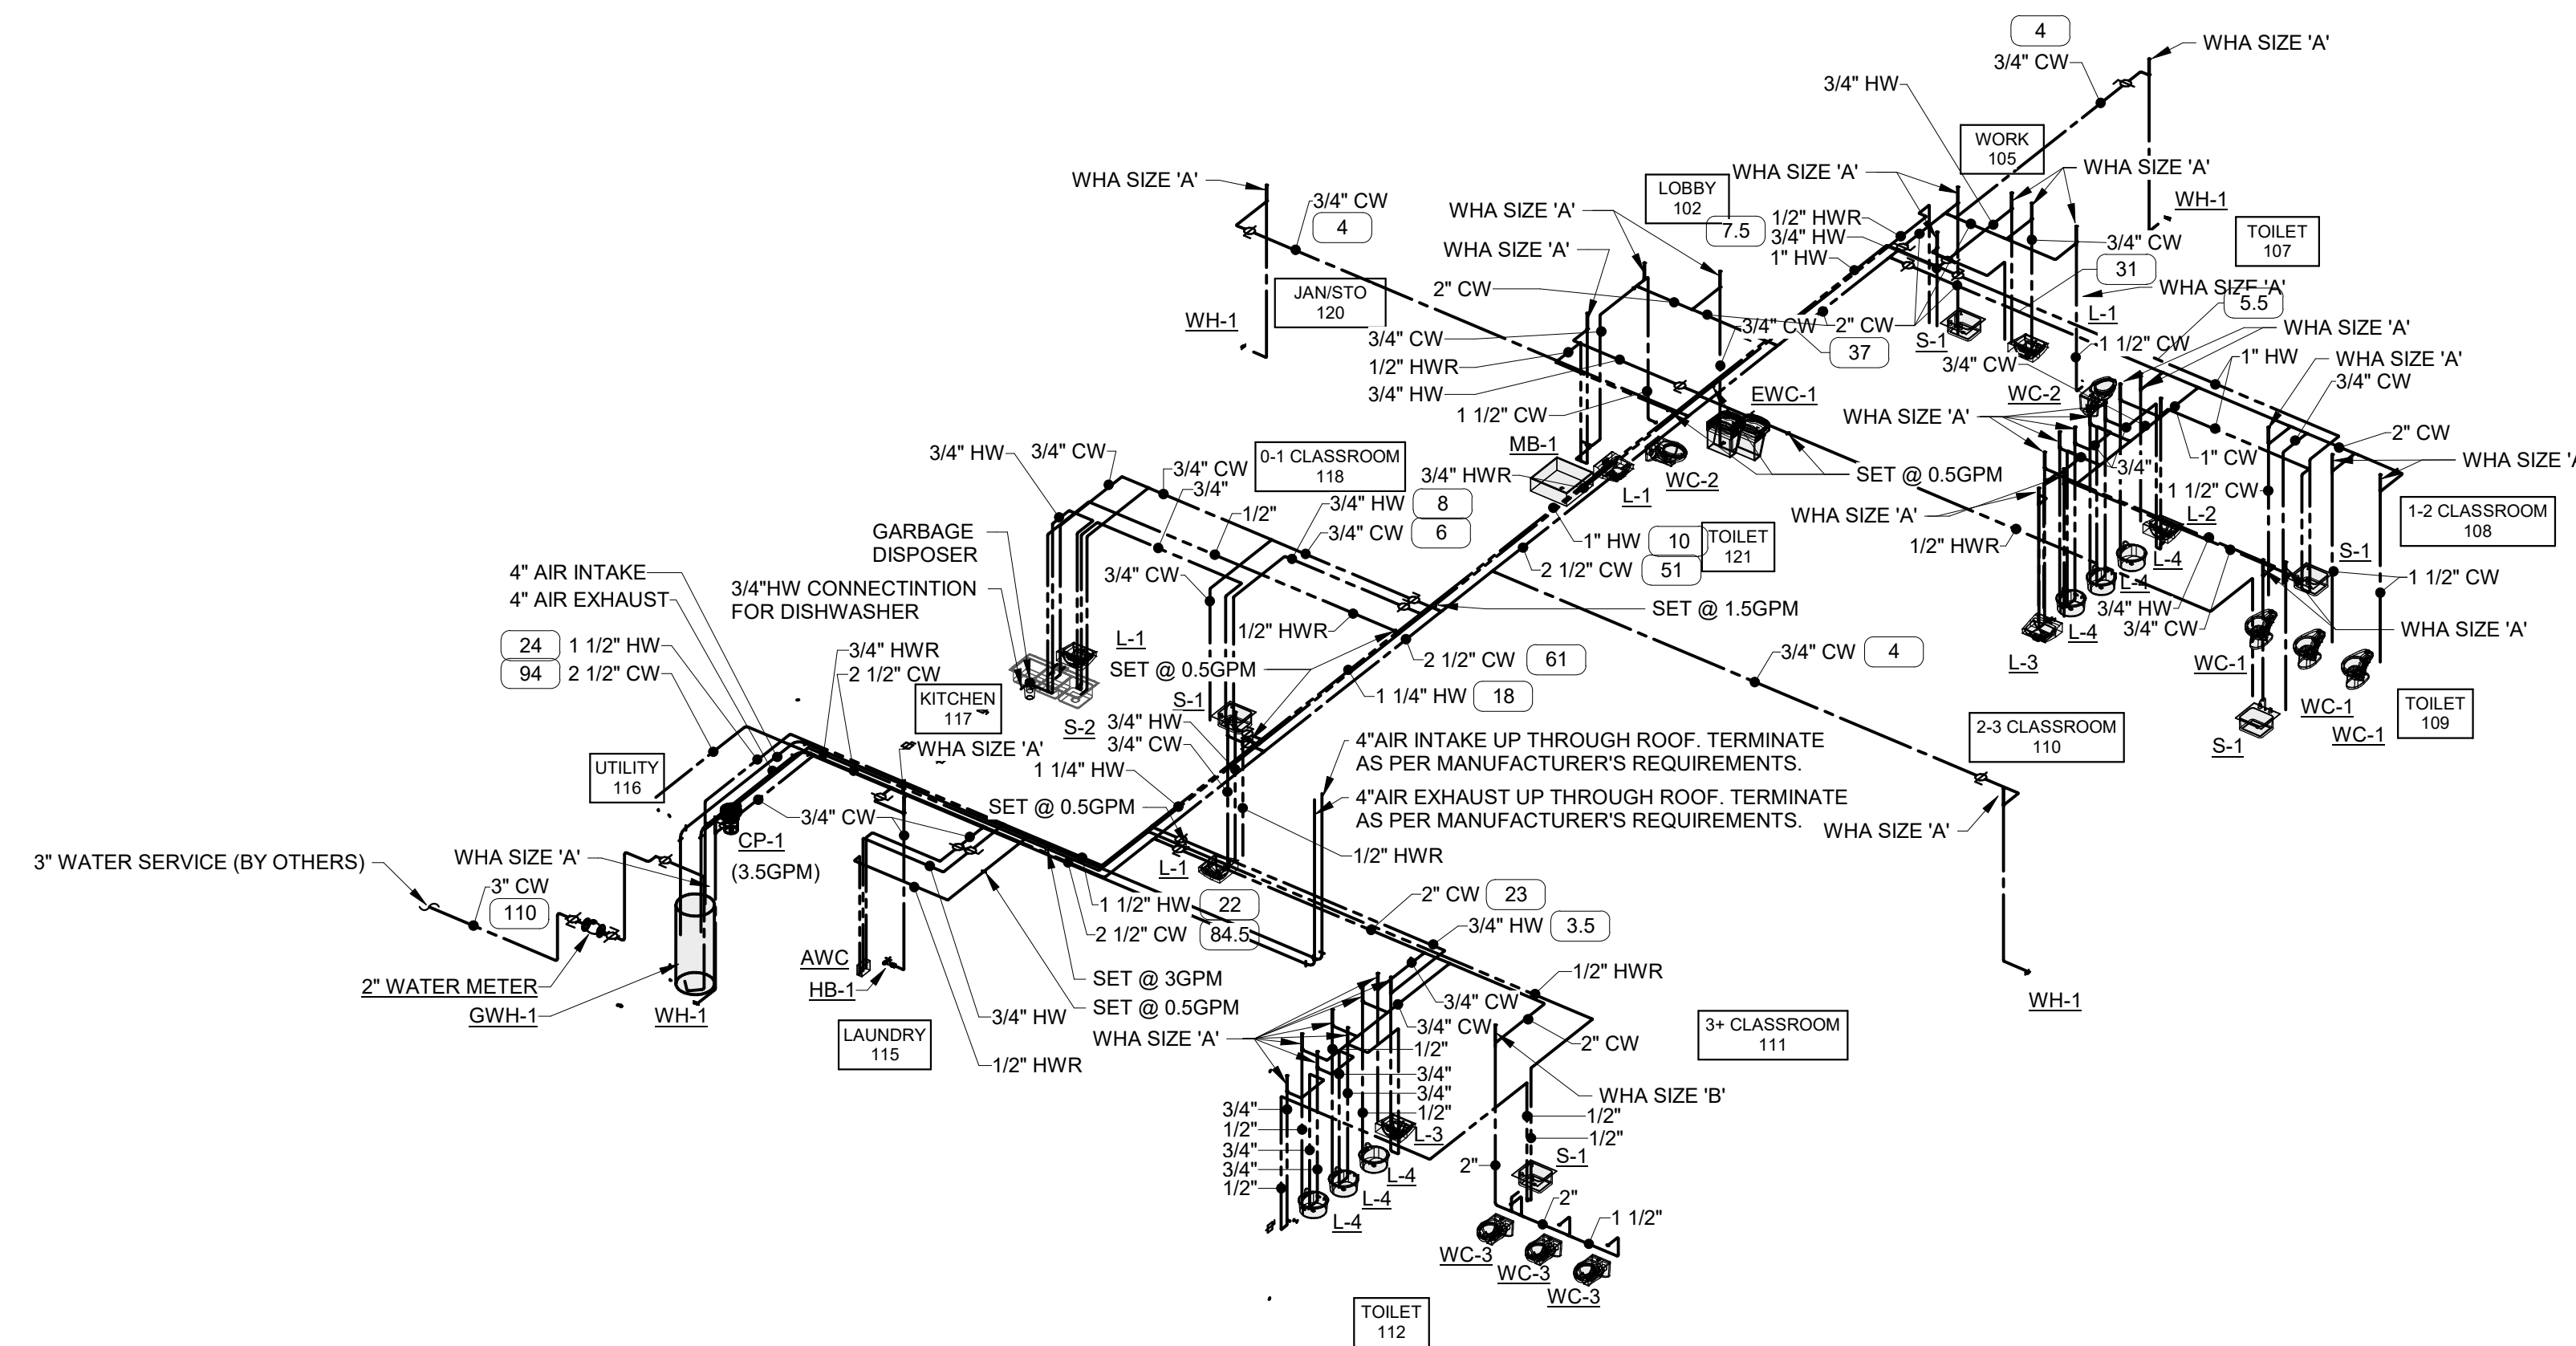 4
3/4" CW
WHA SIZE 'A'
3/4" HW
WORK
105
WHA SIZE 'A'
WHA SIZE 'A'
WHA SIZE 'A'
3/4" CW
4
LOBBY
102
WHA SIZE 'A'
7.5
1/2" HWR
3/4" HW
1" HW
WH-1
TOILET
107
3/4" CW
31
WHA SIZE 'A'
5.5
WHA SIZE 'A'
JAN/STO
120
WH-1
2" CW
3/4" CW
1/2" HWR
3/4" HW
1 1/2" CW
3/4" CW
2" CW
37
S-1
L-1
1 1/2" CW
3/4" CW
WHA SIZE 'A'
1" HW
WHA SIZE 'A'
3/4" CW
WC-2
EWC-1
WHA SIZE 'A'
MB-1
3/4" HWR
L-1
WC-2
SET @ 0.5GPM
3/4"
1" CW
2" CW
WHA SIZE 'A
1 1/2" CW
1-2 CLASSROOM
108
WHA SIZE 'A'
L-2
1/2" HWR
L-4
L-4
S-1
1 1/2" CW
3/4" HW
3/4" CW
L-4
L-3
WHA SIZE 'A'
WC-1
WC-1
WC-1
S-1
TOILET
109
3/4" HW
3/4" CW
3/4" CW
3/4"
1/2"
0-1 CLASSROOM
118
3/4" HW
8
3/4" CW
6
1" HW
10
TOILET
121
2 1/2" CW
51
GARBAGE
DISPOSER
3/4"HW CONNECTINTION
FOR DISHWASHER
3/4" CW
SET @ 1.5GPM
1/2" HWR
L-1
SET @ 0.5GPM
2 1/2" CW
61
1 1/4" HW
18
3/4" CW
4
4" AIR INTAKE
4" AIR EXHAUST
24
1 1/2" HW
94
2 1/2" CW
3/4" HWR
2 1/2" CW
KITCHEN
117
S-2
S-1
3/4" HW
3/4" CW
WHA SIZE 'A'
1 1/4" HW
2-3 CLASSROOM
110
4"AIR INTAKE UP THROUGH ROOF. TERMINATE
AS PER MANUFACTURER'S REQUIREMENTS.
4"AIR EXHAUST UP THROUGH ROOF. TERMINATE
AS PER MANUFACTURER'S REQUIREMENTS.
UTILITY
116
SET @ 0.5GPM
3/4" CW
CP-1
(3.5GPM)
WHA SIZE 'A'
WHA SIZE 'A'
3" WATER SERVICE (BY OTHERS)
3" CW
110
L-1
1/2" HWR
1 1/2" HW
22
2 1/2" CW
84.5
2" CW
23
3/4" HW
3.5
AWC
HB-1
SET @ 3GPM
SET @ 0.5GPM
2" WATER METER
GWH-1
WH-1
WH-1
3/4" HW
1/2" HWR
LAUNDRY
115
WHA SIZE 'A'
1/2" HWR
3/4" CW
3/4" CW
2" CW
3+ CLASSROOM
111
1/2"
3/4"
3/4"
1/2"
WHA SIZE 'B'
3/4"
1/2"
3/4"
3/4"
1/2"
L-3
L-4
L-4
L-4
1/2"
1/2"
S-1
2"
2"
1 1/2"
WC-3
WC-3
WC-3
TOILET
112